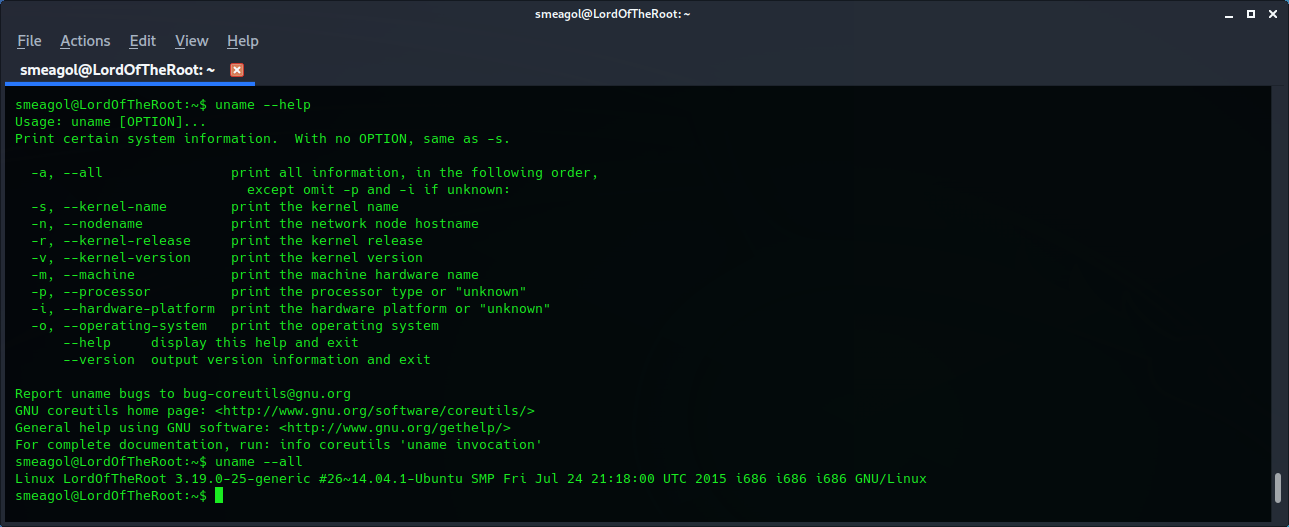 smeagol@LordOfTheRoot: ~
File Actions Edit View Help
smeagol@LordOfTheRoot: ~
smeagol@LordOfTheRoot:~$ uname --help
Usage: uname [OPTION]...
Print certain system information.  With no OPTION, same as -s.

  -a, --all                print all information, in the following order,
                             except omit -p and -i if unknown:
  -s, --kernel-name        print the kernel name
  -n, --nodename           print the network node hostname
  -r, --kernel-release     print the kernel release
  -v, --kernel-version     print the kernel version
  -m, --machine            print the machine hardware name
  -p, --processor          print the processor type or "unknown"
  -i, --hardware-platform  print the hardware platform or "unknown"
  -o, --operating-system   print the operating system
      --help     display this help and exit
      --version  output version information and exit

Report uname bugs to bug-coreutils@gnu.org
GNU coreutils home page: <http://www.gnu.org/software/coreutils/>
General help using GNU software: <http://www.gnu.org/gethelp/>
For complete documentation, run: info coreutils 'uname invocation'
smeagol@LordOfTheRoot:~$ uname --all
Linux LordOfTheRoot 3.19.0-25-generic #26~14.04.1-Ubuntu SMP Fri Jul 24 21:18:00 UTC 2015 i686 i686 i686 GNU/Linux
smeagol@LordOfTheRoot:~$